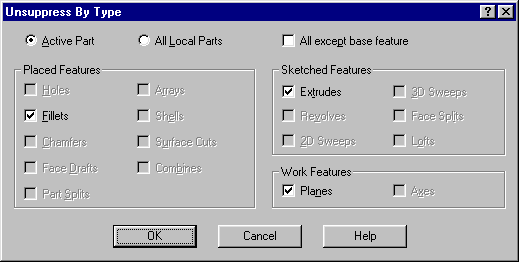 Unsuppress By Type
Active Part All Local Parts All except base feature
Placed Features
Holes Arrays
Fillets Shells
Chamfers Surface Cuts
Face Drafts Combines
Part Splits
Sketched Features
Extrudes 3D Sweeps
Revolves Face Splits
2D Sweeps Lofts
Work Features
Planes Axes
OK Cancel Help